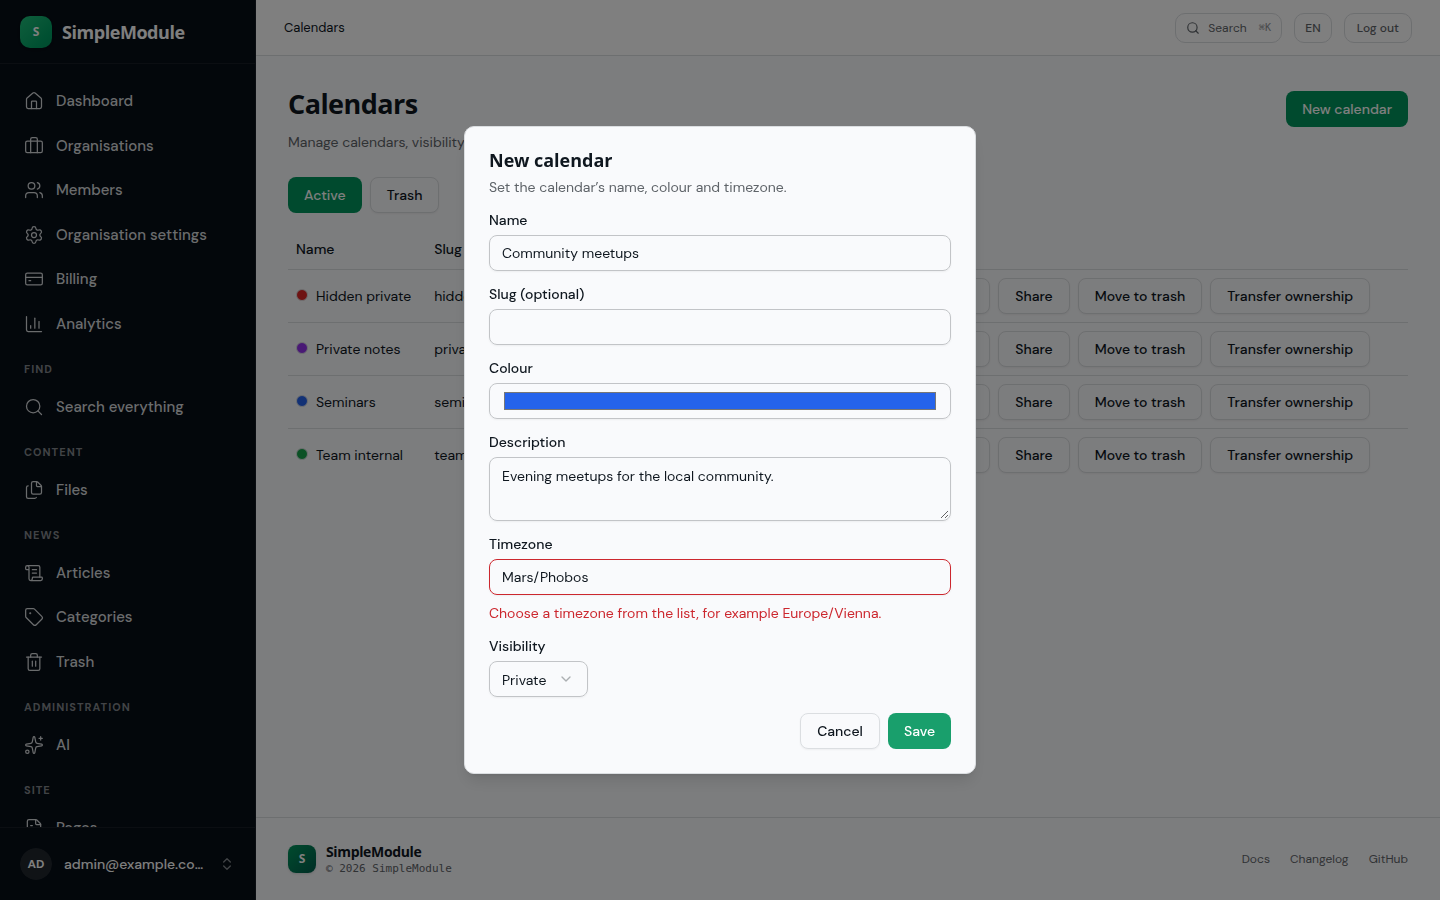 S SimpleModule
Dashboard
Organisations
Members
Organisation settings
Billing
Analytics
FIND
Search everything
CONTENT
Files
NEWS
Articles
Categories
Trash
ADMINISTRATION
AI
SITE
Pages
AD admin@example.co...
Calendars
Search ⌘K EN Log out
Calendars
New calendar
Manage calendars, visibility
Active Trash
Name Slug
Hidden private hidd Share Move to trash Transfer ownership
Private notes priva Share Move to trash Transfer ownership
Seminars semi Share Move to trash Transfer ownership
Team internal team Share Move to trash Transfer ownership
New calendar
Set the calendar's name, colour and timezone.
Name
Community meetups
Slug (optional)
Colour
Description
Evening meetups for the local community.
Timezone
Mars/Phobos
Choose a timezone from the list, for example Europe/Vienna.
Visibility
Private
Cancel Save
S SimpleModule
© 2026 SimpleModule
Docs Changelog GitHub